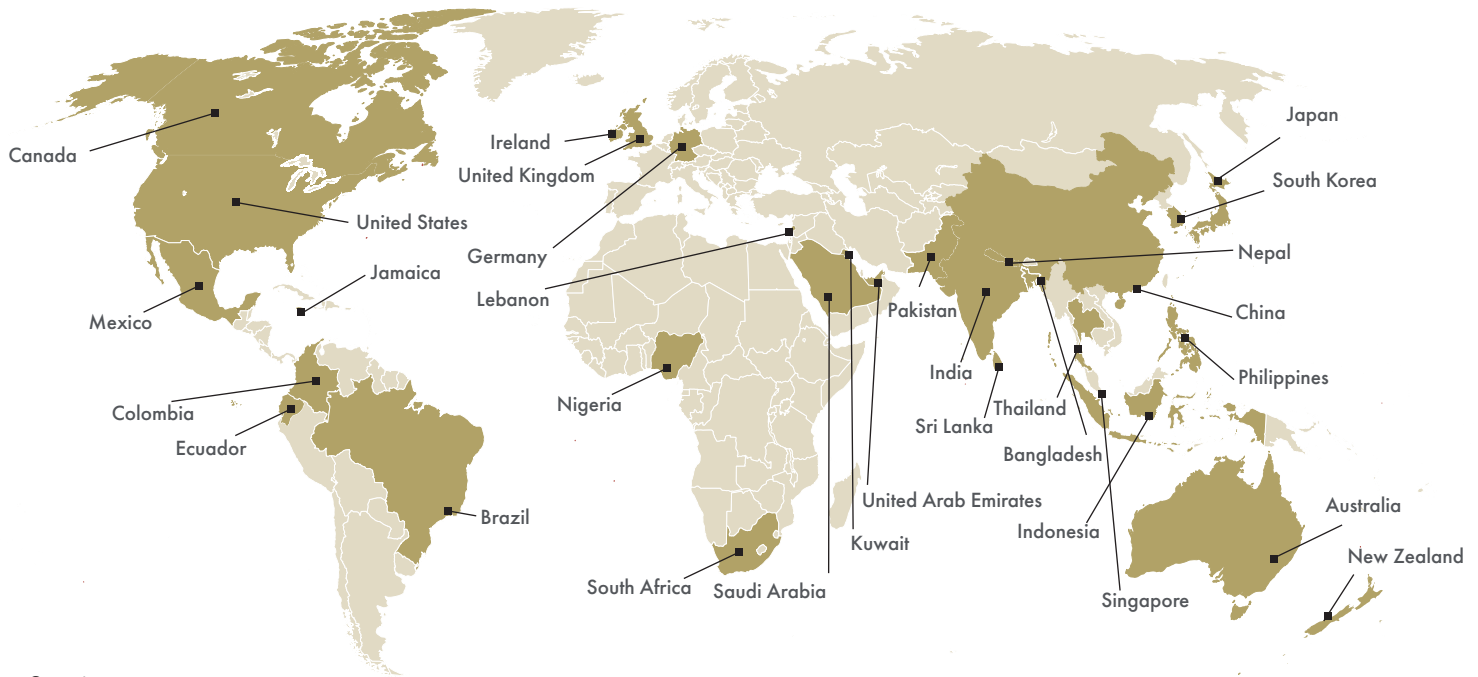 Japan
Ireland
Canada
United Kingdom
South Korea
United States
Nepal
Germany
Jamaica
Lebanon
Pakistan
China
Mexico
India
Philippines
Colombia
Nigeria
Thailand
Sri Lanka
Ecuador
Bangladesh
United Arab Emirates
Brazil
Indonesia
Australia
Kuwait
New Zealand
South Africa
Saudi Arabia
Singapore